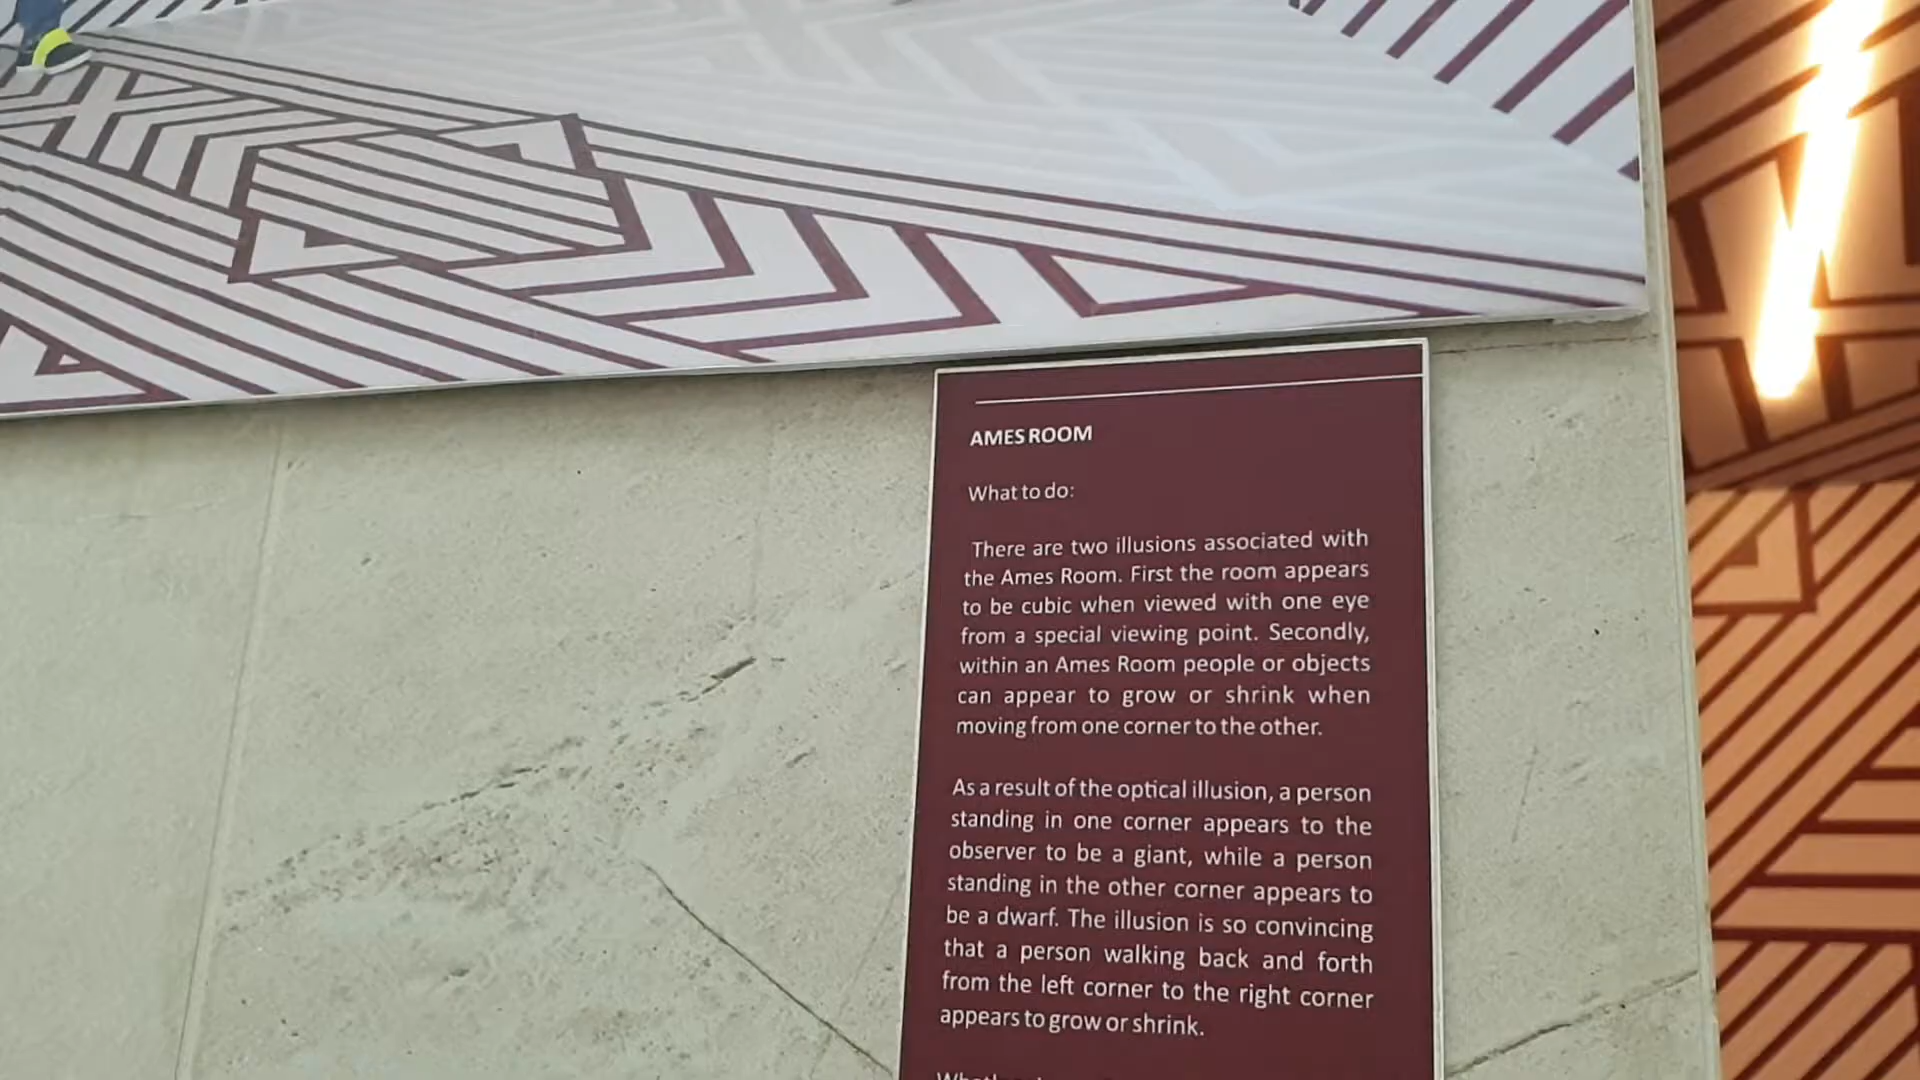 AMES ROOM
What to do:
There are two illusions associated with
the Ames Room. First the room appears
to be cubic when viewed with one eye
from a special viewing point. Secondly,
within an Ames Room people or objects
can appear to grow or shrink when
moving from one corner to the other.
As a result of the optical illusion, a person
standing in one corner appears to the
observer to be a giant, while a person
standing in the other corner appears to
be a dwarf. The illusion is so convincing
that a person walking back and forth
from the left corner to the right corner
appears to grow or shrink.